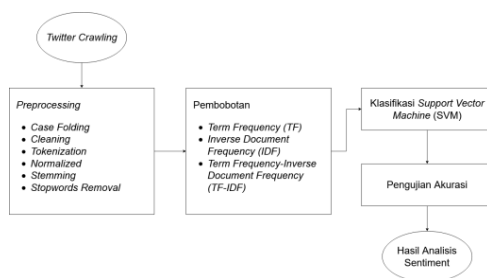 Twitter Crawling
Preprocessing
Case Folding
Cleaning
Tokenization
Normalized
Stemming
Stopwords Removal
Pembobotan
Term Frequency (TF)
Inverse Document
Frequency (IDF)
Term Frequency-Inverse
Document Frequency
(TF-IDF)
Klasifikasi Support Vector
Machine (SVM)
Pengujian Akurasi
Hasil Analisis
Sentiment